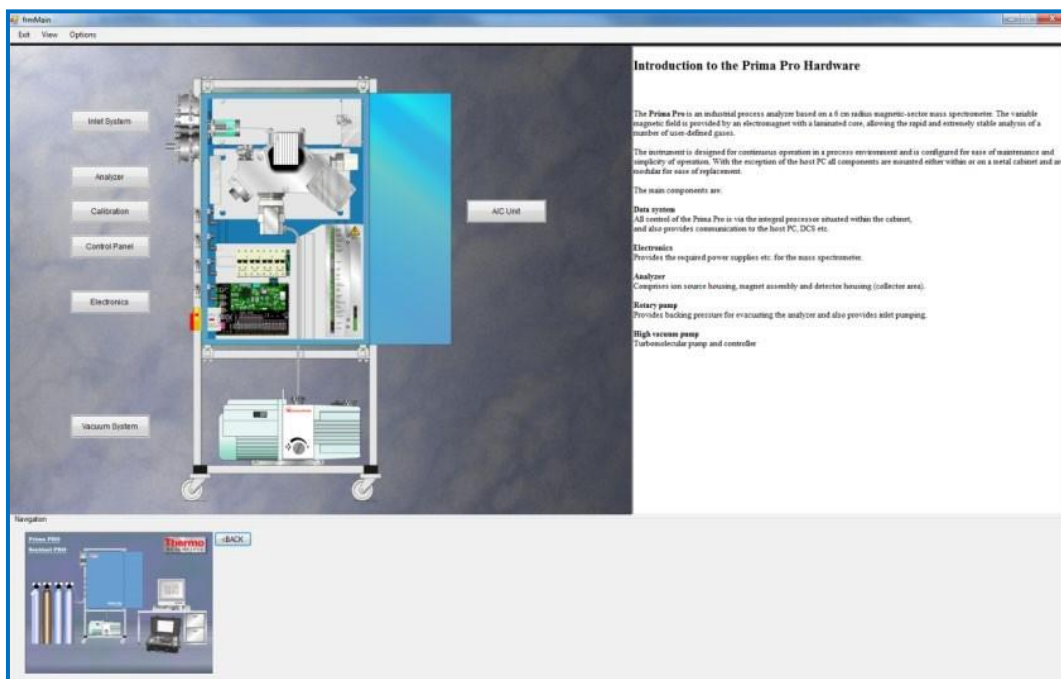 frmMain
Exit View Options
Inlet System
Analyzer
Calibration
Control Panel
Electronics
Vacuum System
A/C Unit
Introduction to the Prima Pro Hardware
The Prima Pro is an industrial process analyzer based on a 6 cm radius magnetic-sector mass spectrometer. The variable
magnetic field is provided by an electromagnet with a laminated core, allowing the rapid and extremely stable analysis of a
number of user-defined gases.
The instrument is designed for continuous operation in a process environment and is configured for ease of maintenance and
simplicity of operation. With the exception of the host PC all components are mounted either within or on a metal cabinet and
modular for ease of replacement.
The main components are:
Data system
All control of the Prima Pro is via the integral processor situated within the cabinet,
and also provides communication to the host PC, DCS etc.
Electronics
Provides the required power supplies etc. for the mass spectrometer.
Analyzer
Comprises ion source housing, magnet assembly and detector housing (collector area).
Rotary pump
Provides backing pressure for evacuating the analyzer and also provides inlet pumping.
High vacuum pump
Turbomolecular pump and controller
Navigation
Prima PRO
Sentinel PRO
Thermo
<BACK